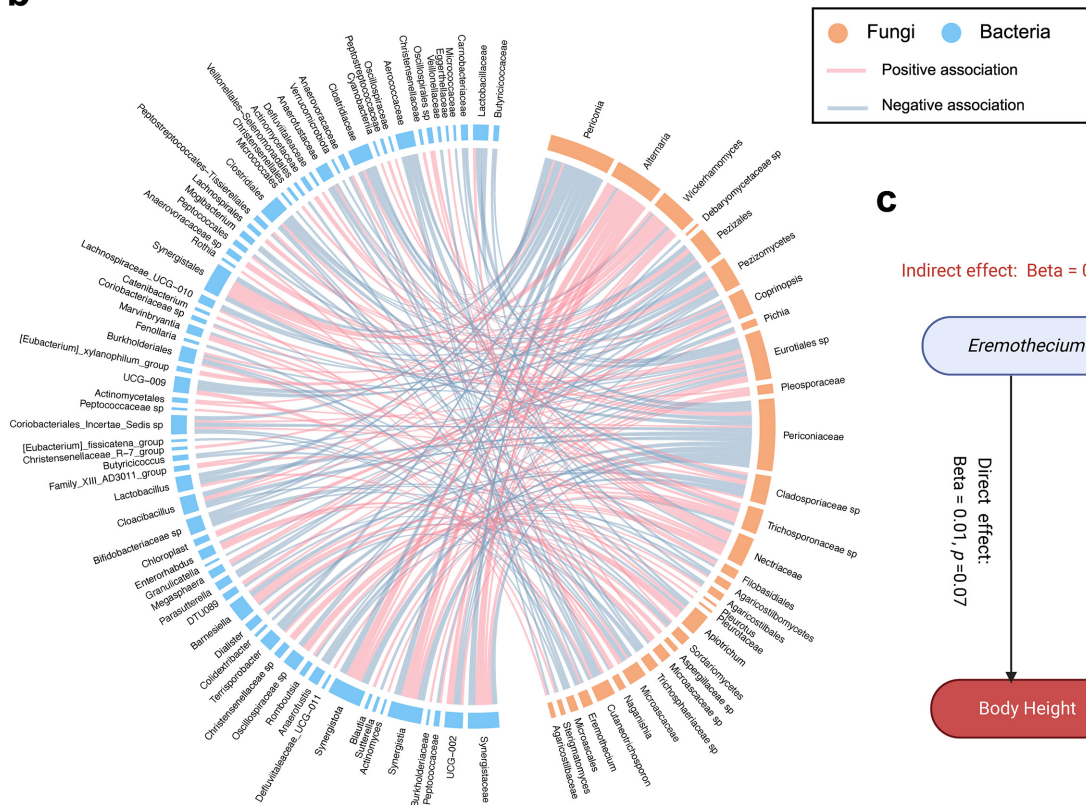 b
Fungi
Bacteria
Positive association
Negative association
Butyricicoccaceae
Lactobacillaceae
Carnobacteriaceae
Micrococcaceae
Eggerthellaceae
Veillonellaceae
Oscillospirales sp
Christensenellaceae
Aerococcaceae
Oscillospiraceae
Peptostreptococcaceae
Cyanobacteria
Clostridiaceae
Anaerovoracaceae
Verrucomicrobiota
Anaerofustaceae
Defluviitaleaceae
Actinomycetaceae
Veillonellales-Selenomonadales
Christensenellales
Micrococcales
Clostridiales
Peptostreptococcales-Tissierellales
Lachnospirales
Mogibacterium
Peptococcales
Anaerovoracaceae sp
Rothia
Synergistales
Lachnospiraceae_UCG-010
Catenibacterium
Coriobacteriaceae sp
Marvinbryantia
Fenollaria
Burkholderiales
[Eubacterium]_xylanophilum_group
UCG-009
Actinomycetales
Peptococcaceae sp
Coriobacteriales_Incertae_Sedis sp
[Eubacterium]_fissicatena_group
Christensenellaceae_R-7_group
Butyricicoccus
Family_XIII_AD3011_group
Lactobacillus
Cloacibacillus
Bifidobacteriaceae sp
Chloroplast
Enterorhabdus
Granulicatella
Megasphaera
Parasutterella
DTU089
Barnesiella
Dialister
Colidextribacter
Terrisporobacter
Christensenellaceae sp
Oscillospiraceae sp
Romboutsia
Anaerofustis
Defluviitaleaceae_UCG-011
Synergistota
Blautia
Sutterella
Actinomyces
Synergistia
Burkholderiaceae
Peptococcaceae
UCG-002
Synergistaceae
Periconia
Alternaria
Wickerhamomyces
Debaryomycetaceae sp
Pezizales
Pezizomycetes
Coprinopsis
Pichia
Eurotiales sp
Pleosporaceae
Periconiaceae
Cladosporiaceae sp
Trichosporonaceae sp
Nectriaceae
Filobasidiales
Agaricostilbomycetes
Agaricostilbales
Pleurotus
Pleurotaceae
Apiotrichum
Sordariomycetes
Aspergillaceae sp
Microascaceae sp
Trichosphaeriaceae sp
Microascaceae
Naganishia
Cutaneotrichosporon
Eremothecium
Microascales
Sterigmatomyces
Agaricostilbaceae
c
Indirect effect: Beta = 0
Eremothecium
Direct effect:
Beta = 0.01, p=0.07
Body Height